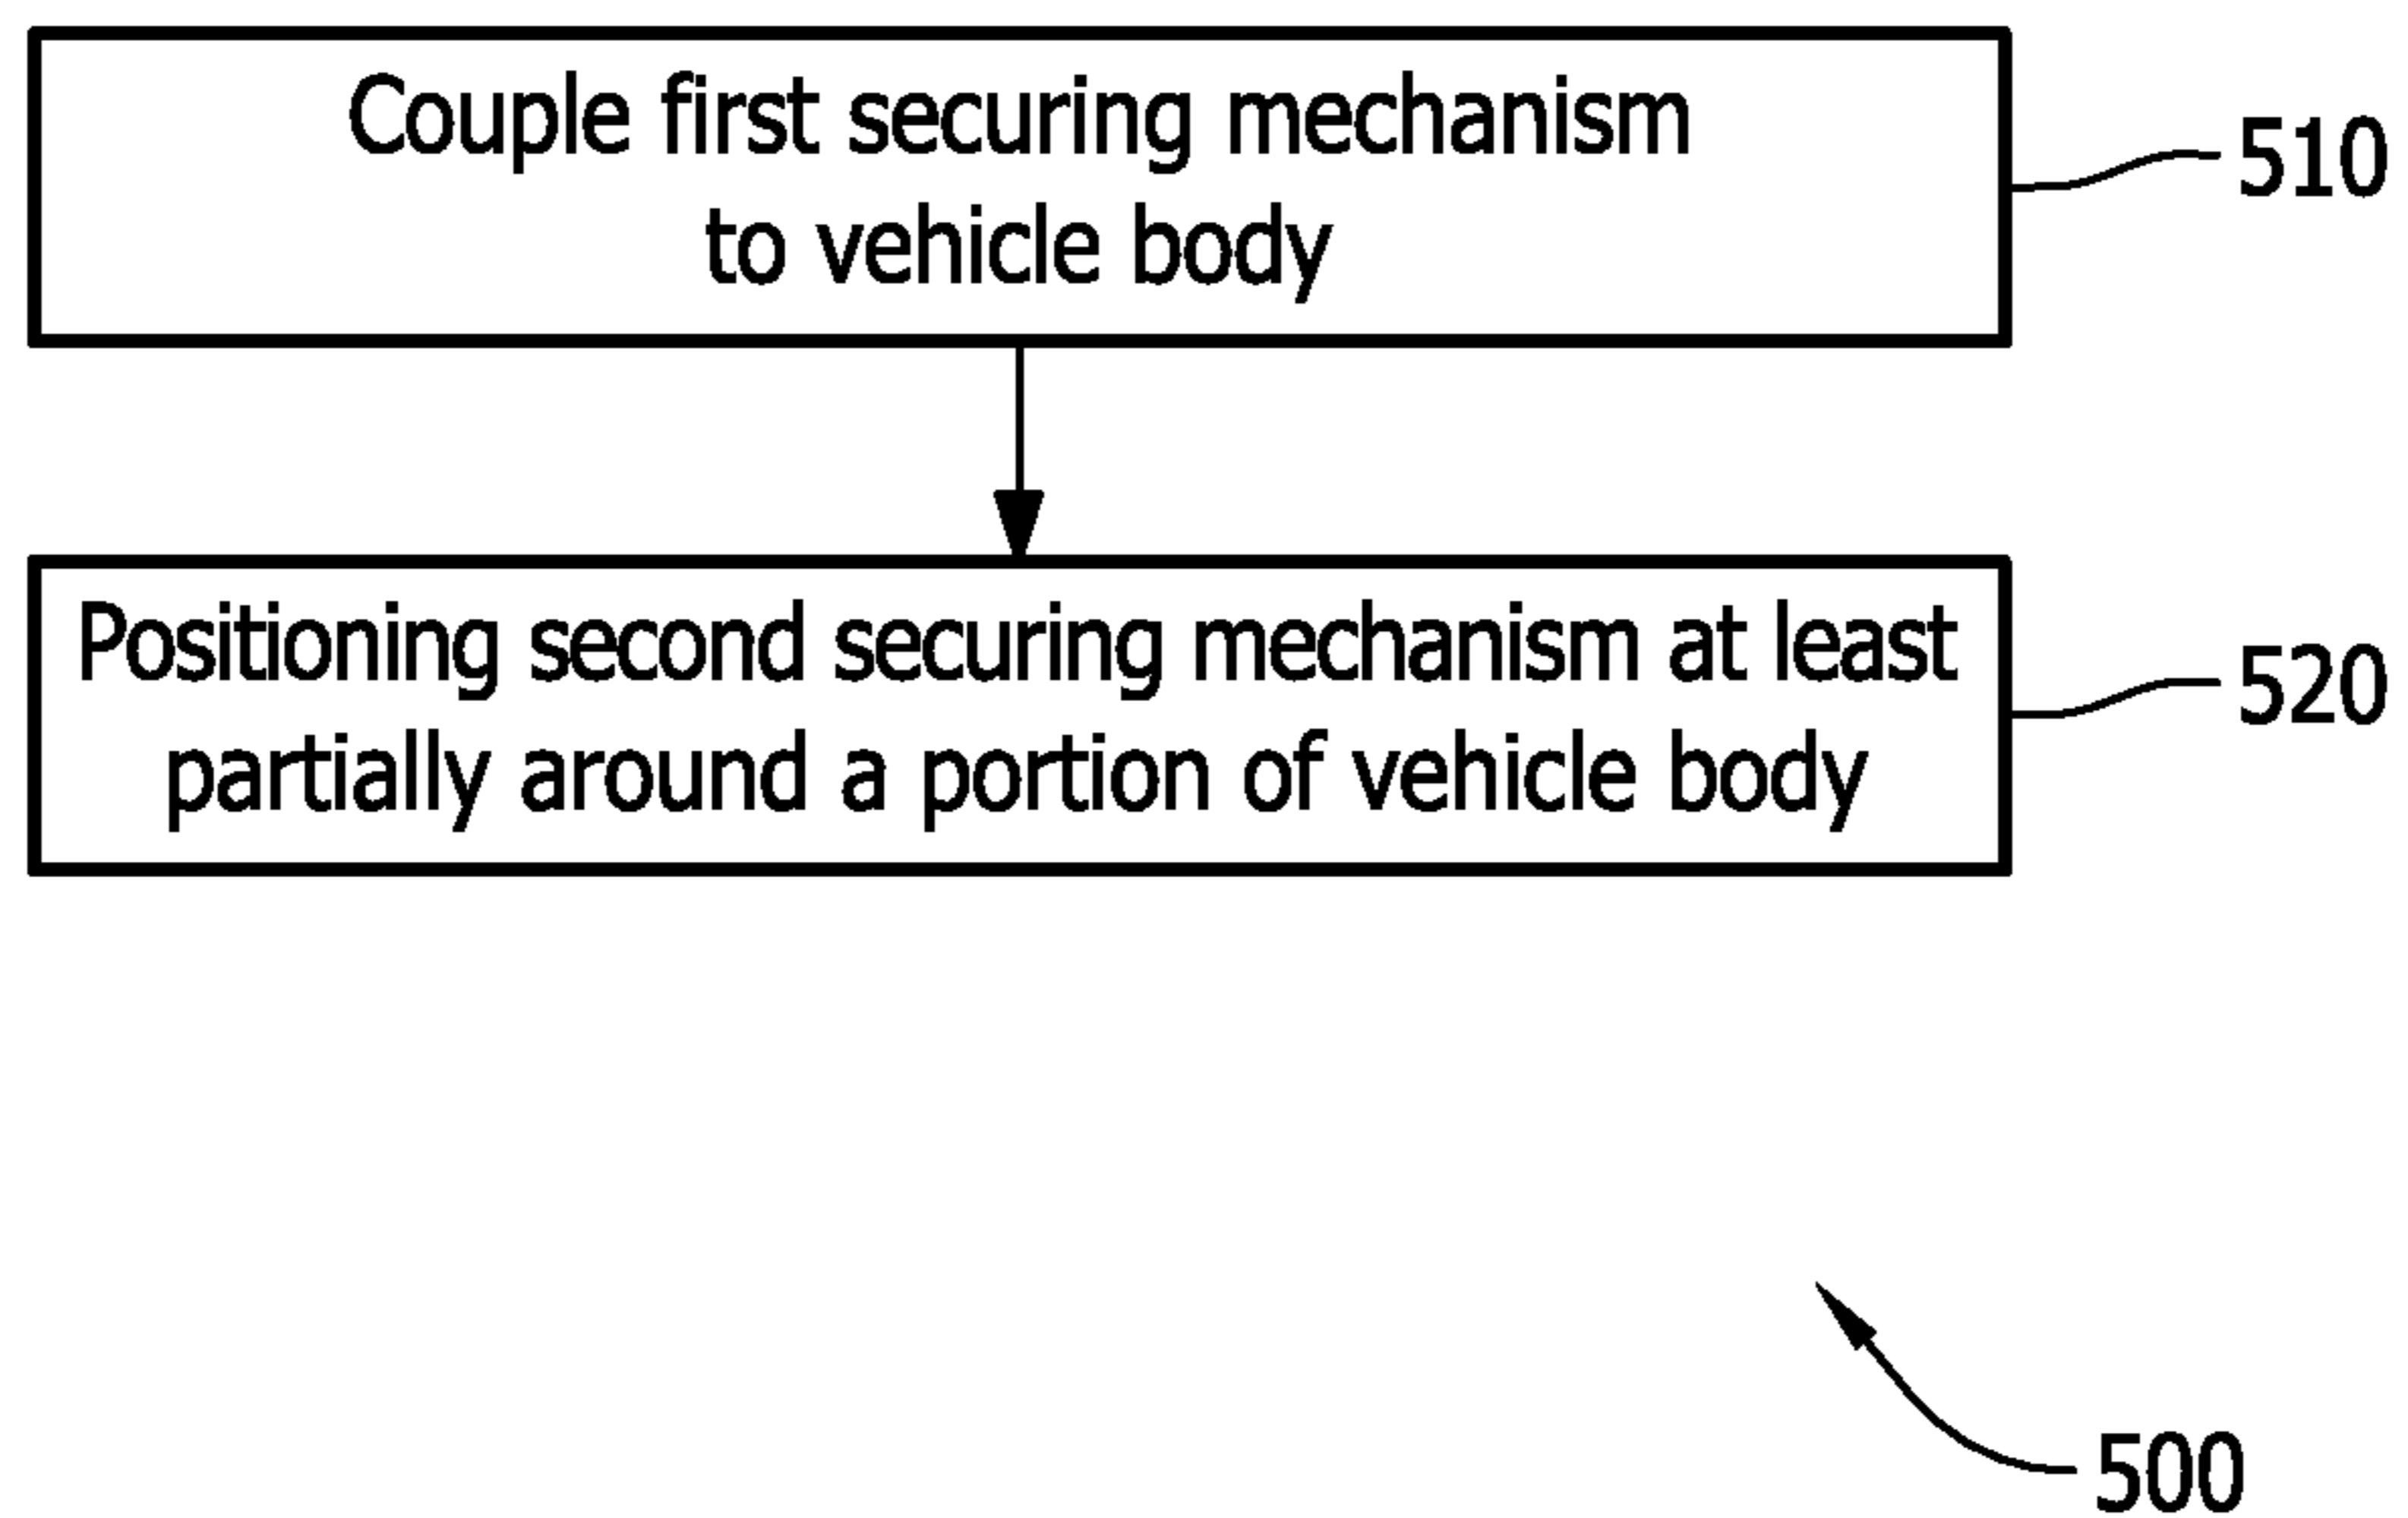 Couple first securing mechanism
to vehicle body
510
Positioning second securing mechanism at least
partially around a portion of vehicle body
520
500